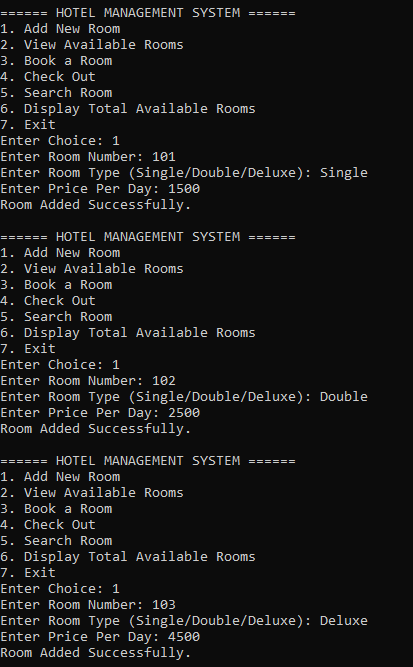 ====== HOTEL MANAGEMENT SYSTEM ======
1. Add New Room
2. View Available Rooms
3. Book a Room
4. Check Out
5. Search Room
6. Display Total Available Rooms
7. Exit
Enter Choice: 1
Enter Room Number: 101
Enter Room Type (Single/Double/Deluxe): Single
Enter Price Per Day: 1500
Room Added Successfully.
====== HOTEL MANAGEMENT SYSTEM ======
1. Add New Room
2. View Available Rooms
3. Book a Room
4. Check Out
5. Search Room
6. Display Total Available Rooms
7. Exit
Enter Choice: 1
Enter Room Number: 102
Enter Room Type (Single/Double/Deluxe): Double
Enter Price Per Day: 2500
Room Added Successfully.
====== HOTEL MANAGEMENT SYSTEM ======
1. Add New Room
2. View Available Rooms
3. Book a Room
4. Check Out
5. Search Room
6. Display Total Available Rooms
7. Exit
Enter Choice: 1
Enter Room Number: 103
Enter Room Type (Single/Double/Deluxe): Deluxe
Enter Price Per Day: 4500
Room Added Successfully.